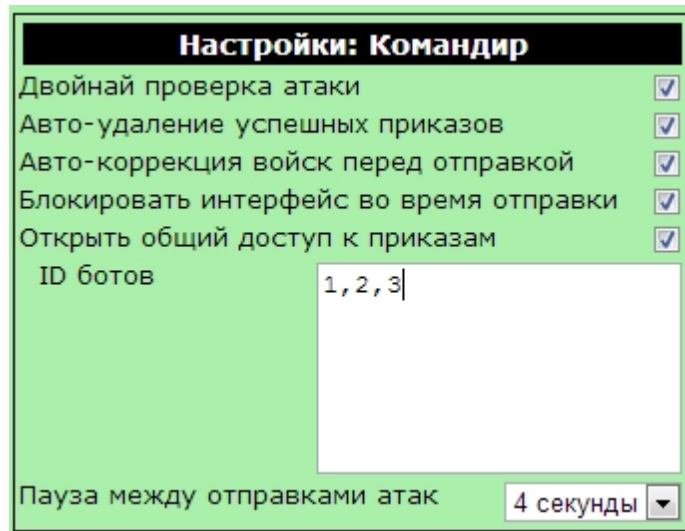 Настройки: Командир
Двойнай проверка атаки
Авто-удаление успешных приказов
Авто-коррекция войск перед отправкой
Блокировать интерфейс во время отправки
Открыть общий доступ к приказам
ID ботов
1,2,3
Пауза между отправками атак 4 секунды